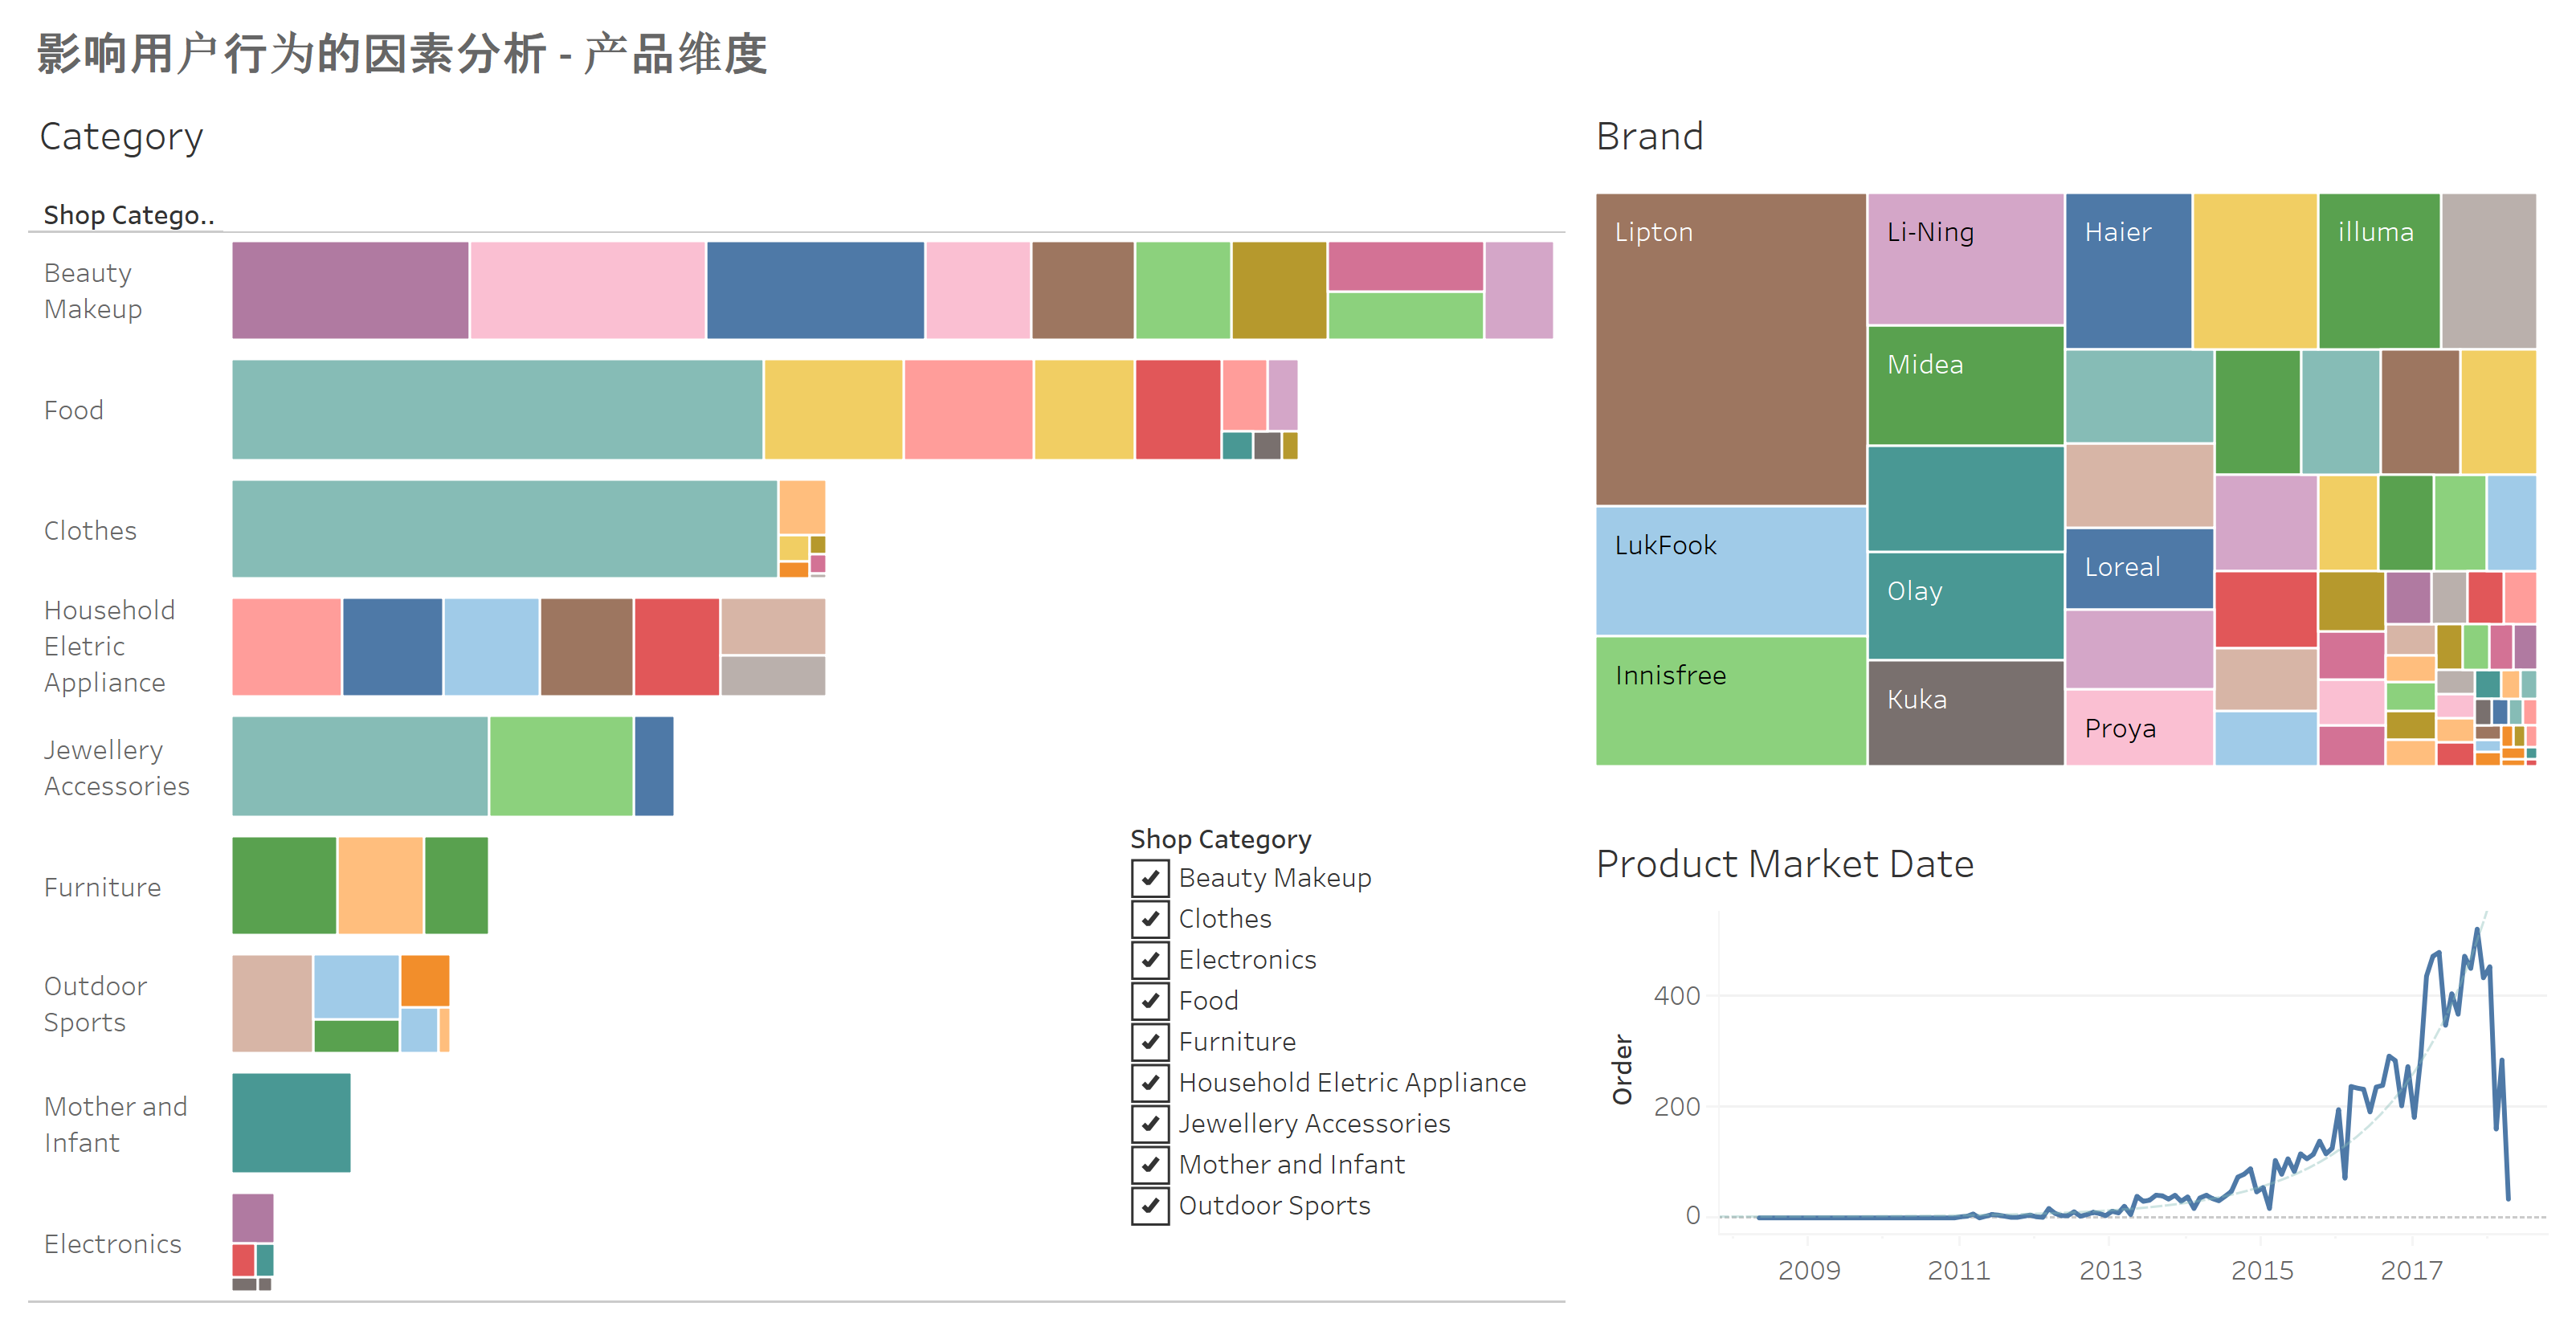 影响用户行为的因素分析 - 产品维度
Category
Shop Catego..
Beauty
Makeup
Food
Clothes
Household
Eletric
Appliance
Jewellery
Accessories
Furniture
Outdoor
Sports
Mother and
Infant
Electronics
Shop Category
Beauty Makeup
Clothes
Electronics
Food
Furniture
Household Eletric Appliance
Jewellery Accessories
Mother and Infant
Outdoor Sports
Brand
Lipton
LukFook
Innisfree
Li-Ning
Midea
Olay
Kuka
Haier
Loreal
Proya
illuma
Product Market Date
Order
400
200
0
2009
2011
2013
2015
2017